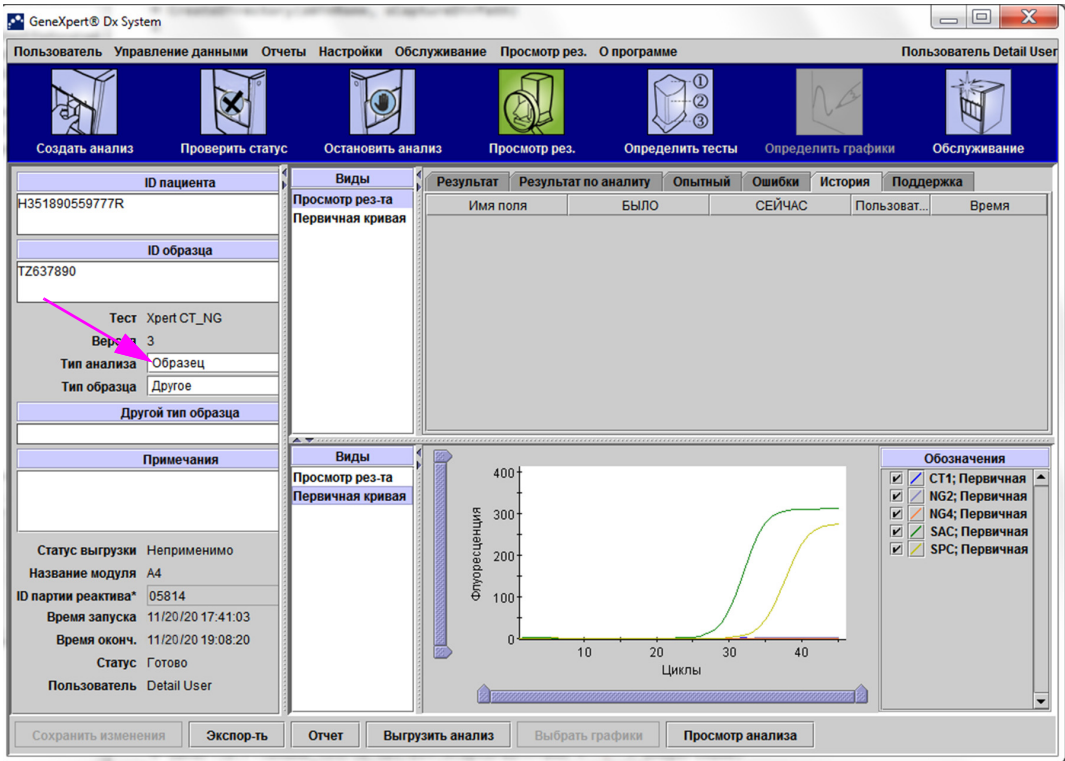 GeneXpert® Dx System
Пользователь Управление данными Отчеты Настройки Обслуживание Просмотр рез. О программе Пользователь Detail User
Создать анализ Проверить статус Остановить анализ Просмотр рез. Определить тесты Определить графики Обслуживание
ID пациента
H351890559777R
ID образца
TZ637890
Тест Xpert CT_NG
3
Тип анализа Образец
Тип образца Другое
Другой тип образца
Примечания
Статус выгрузки Неприменимо
Название модуля A4
ID партии реактива* 05814
Время запуска 11/20/20 17:41:03
Время оконч. 11/20/20 19:08:20
Статус Готово
Пользователь Detail User
Виды
Просмотр рез-та
Первичная кривая
Результат Результат по аналиту Опытный Ошибки История Поддержка
Имя поля БЫЛО СЕЙЧАС Пользоват... Время
Виды
Просмотр рез-та
Первичная кривая
Флуоресценция
400
300
200
100
0
10 20 30 40
Циклы
Обозначения
CT1; Первичная
NG2; Первичная
NG4; Первичная
SAC; Первичная
SPC; Первичная
Сохранить изменения Экспор-ть Отчет Выгрузить анализ Выбрать графики Просмотр анализа